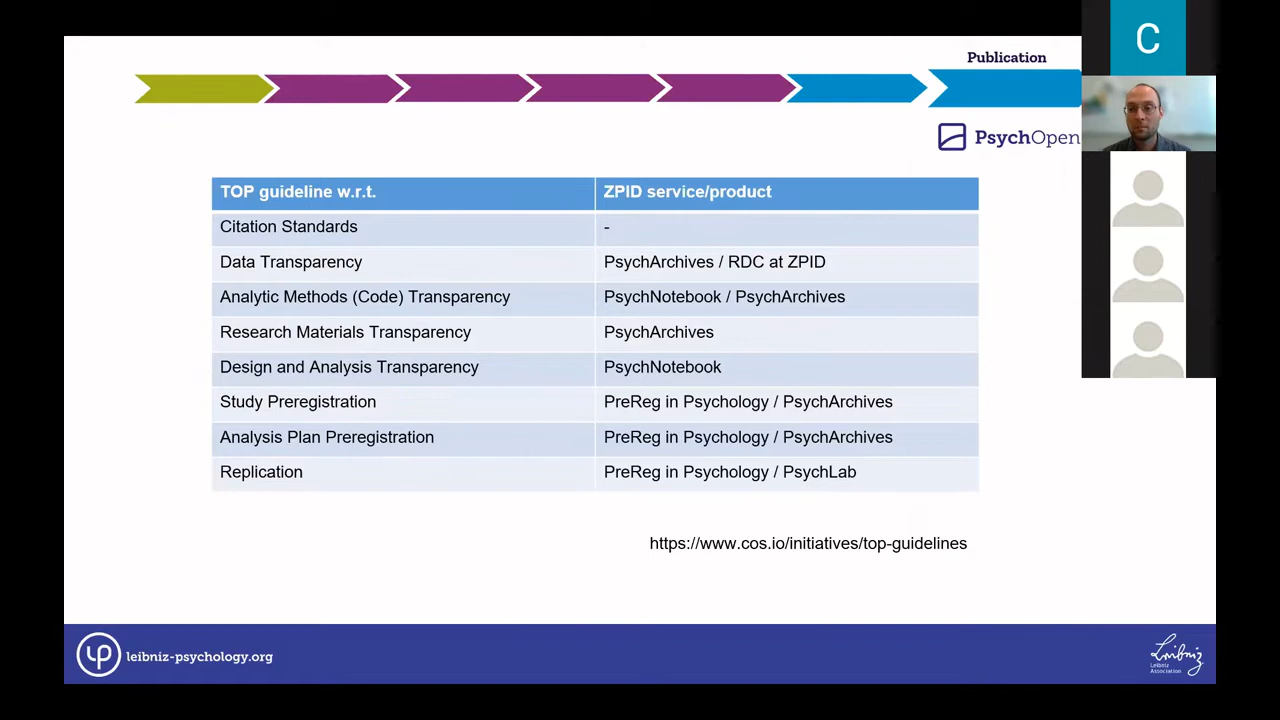 C
Publication
PsychOpen
TOP guideline w.r.t. ZPID service/product
Citation Standards -
Data Transparency PsychArchives / RDC at ZPID
Analytic Methods (Code) Transparency PsychNotebook / PsychArchives
Research Materials Transparency PsychArchives
Design and Analysis Transparency PsychNotebook
Study Preregistration PreReg in Psychology / PsychArchives
Analysis Plan Preregistration PreReg in Psychology / PsychArchives
Replication PreReg in Psychology / PsychLab
https://www.cos.io/initiatives/top-guidelines
leibniz-psychology.org
Leibniz
Leibniz
Association